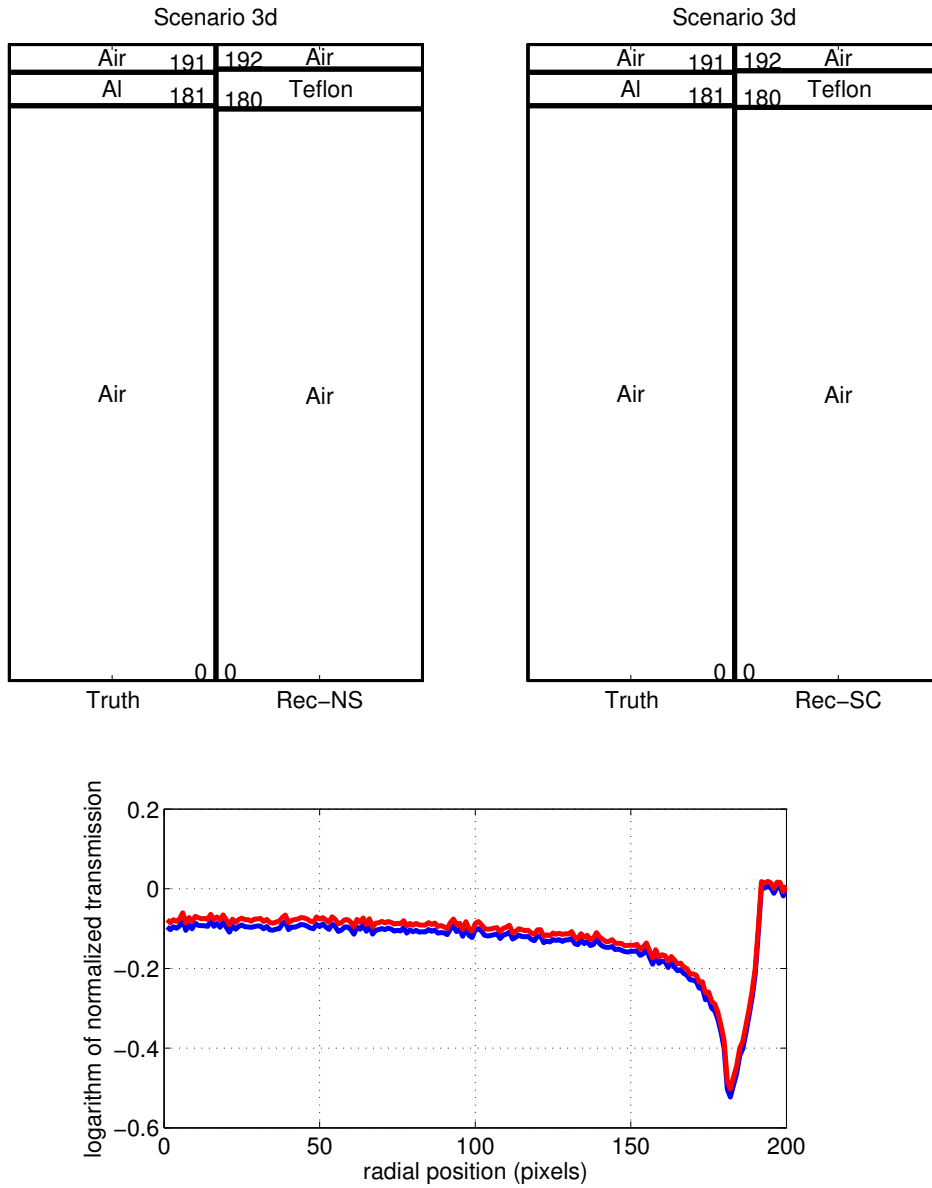 Scenario 3d
Scenario 3d
Air 191 192 Air
Al 181 180 Teflon
Air Air
0 0
Truth Rec−NS
Air 191 192 Air
Al 181 180 Teflon
Air Air
0 0
Truth Rec−SC
logarithm of normalized transmission
0.2
0
−0.2
−0.4
−0.6
0 50 100 150 200
radial position (pixels)